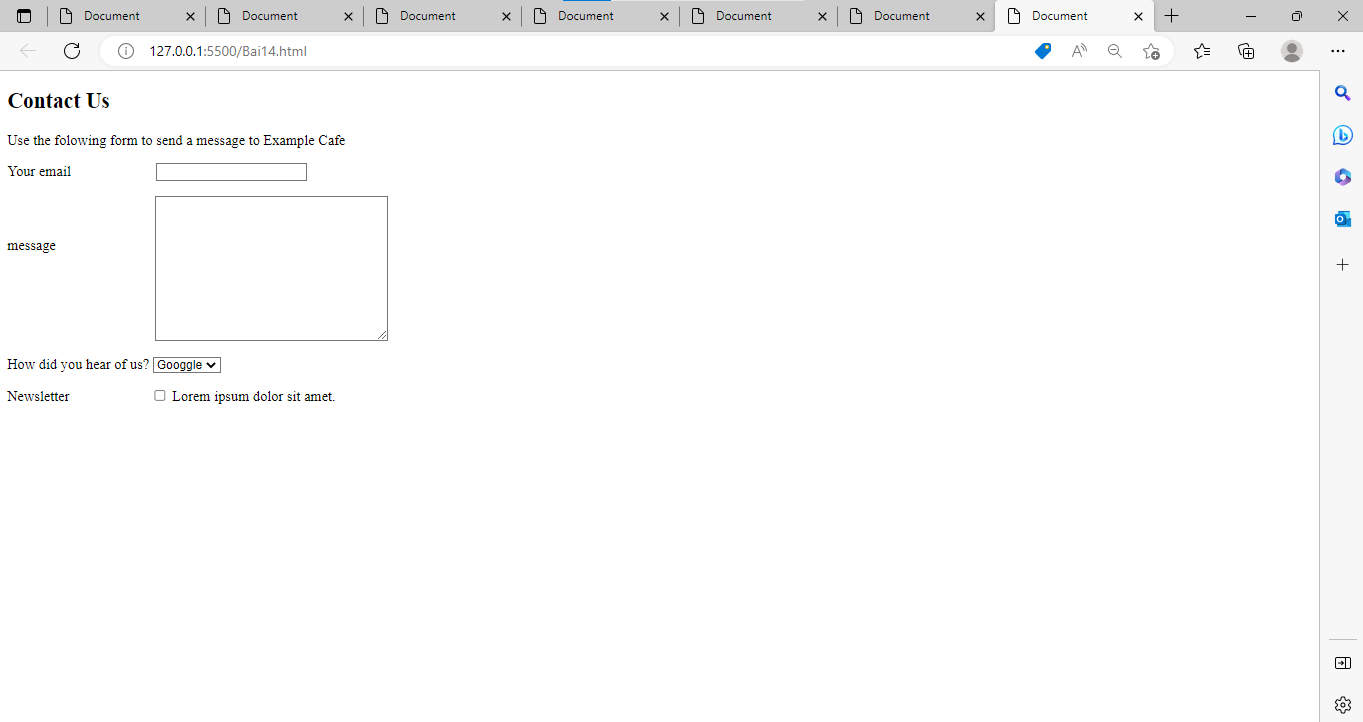 Document Document Document Document Document Document Document
127.0.0.1:5500/Bai14.html
Contact Us
Use the folowing form to send a message to Example Cafe
Your email
message
How did you hear of us? Googgle
Newsletter Lorem ipsum dolor sit amet.